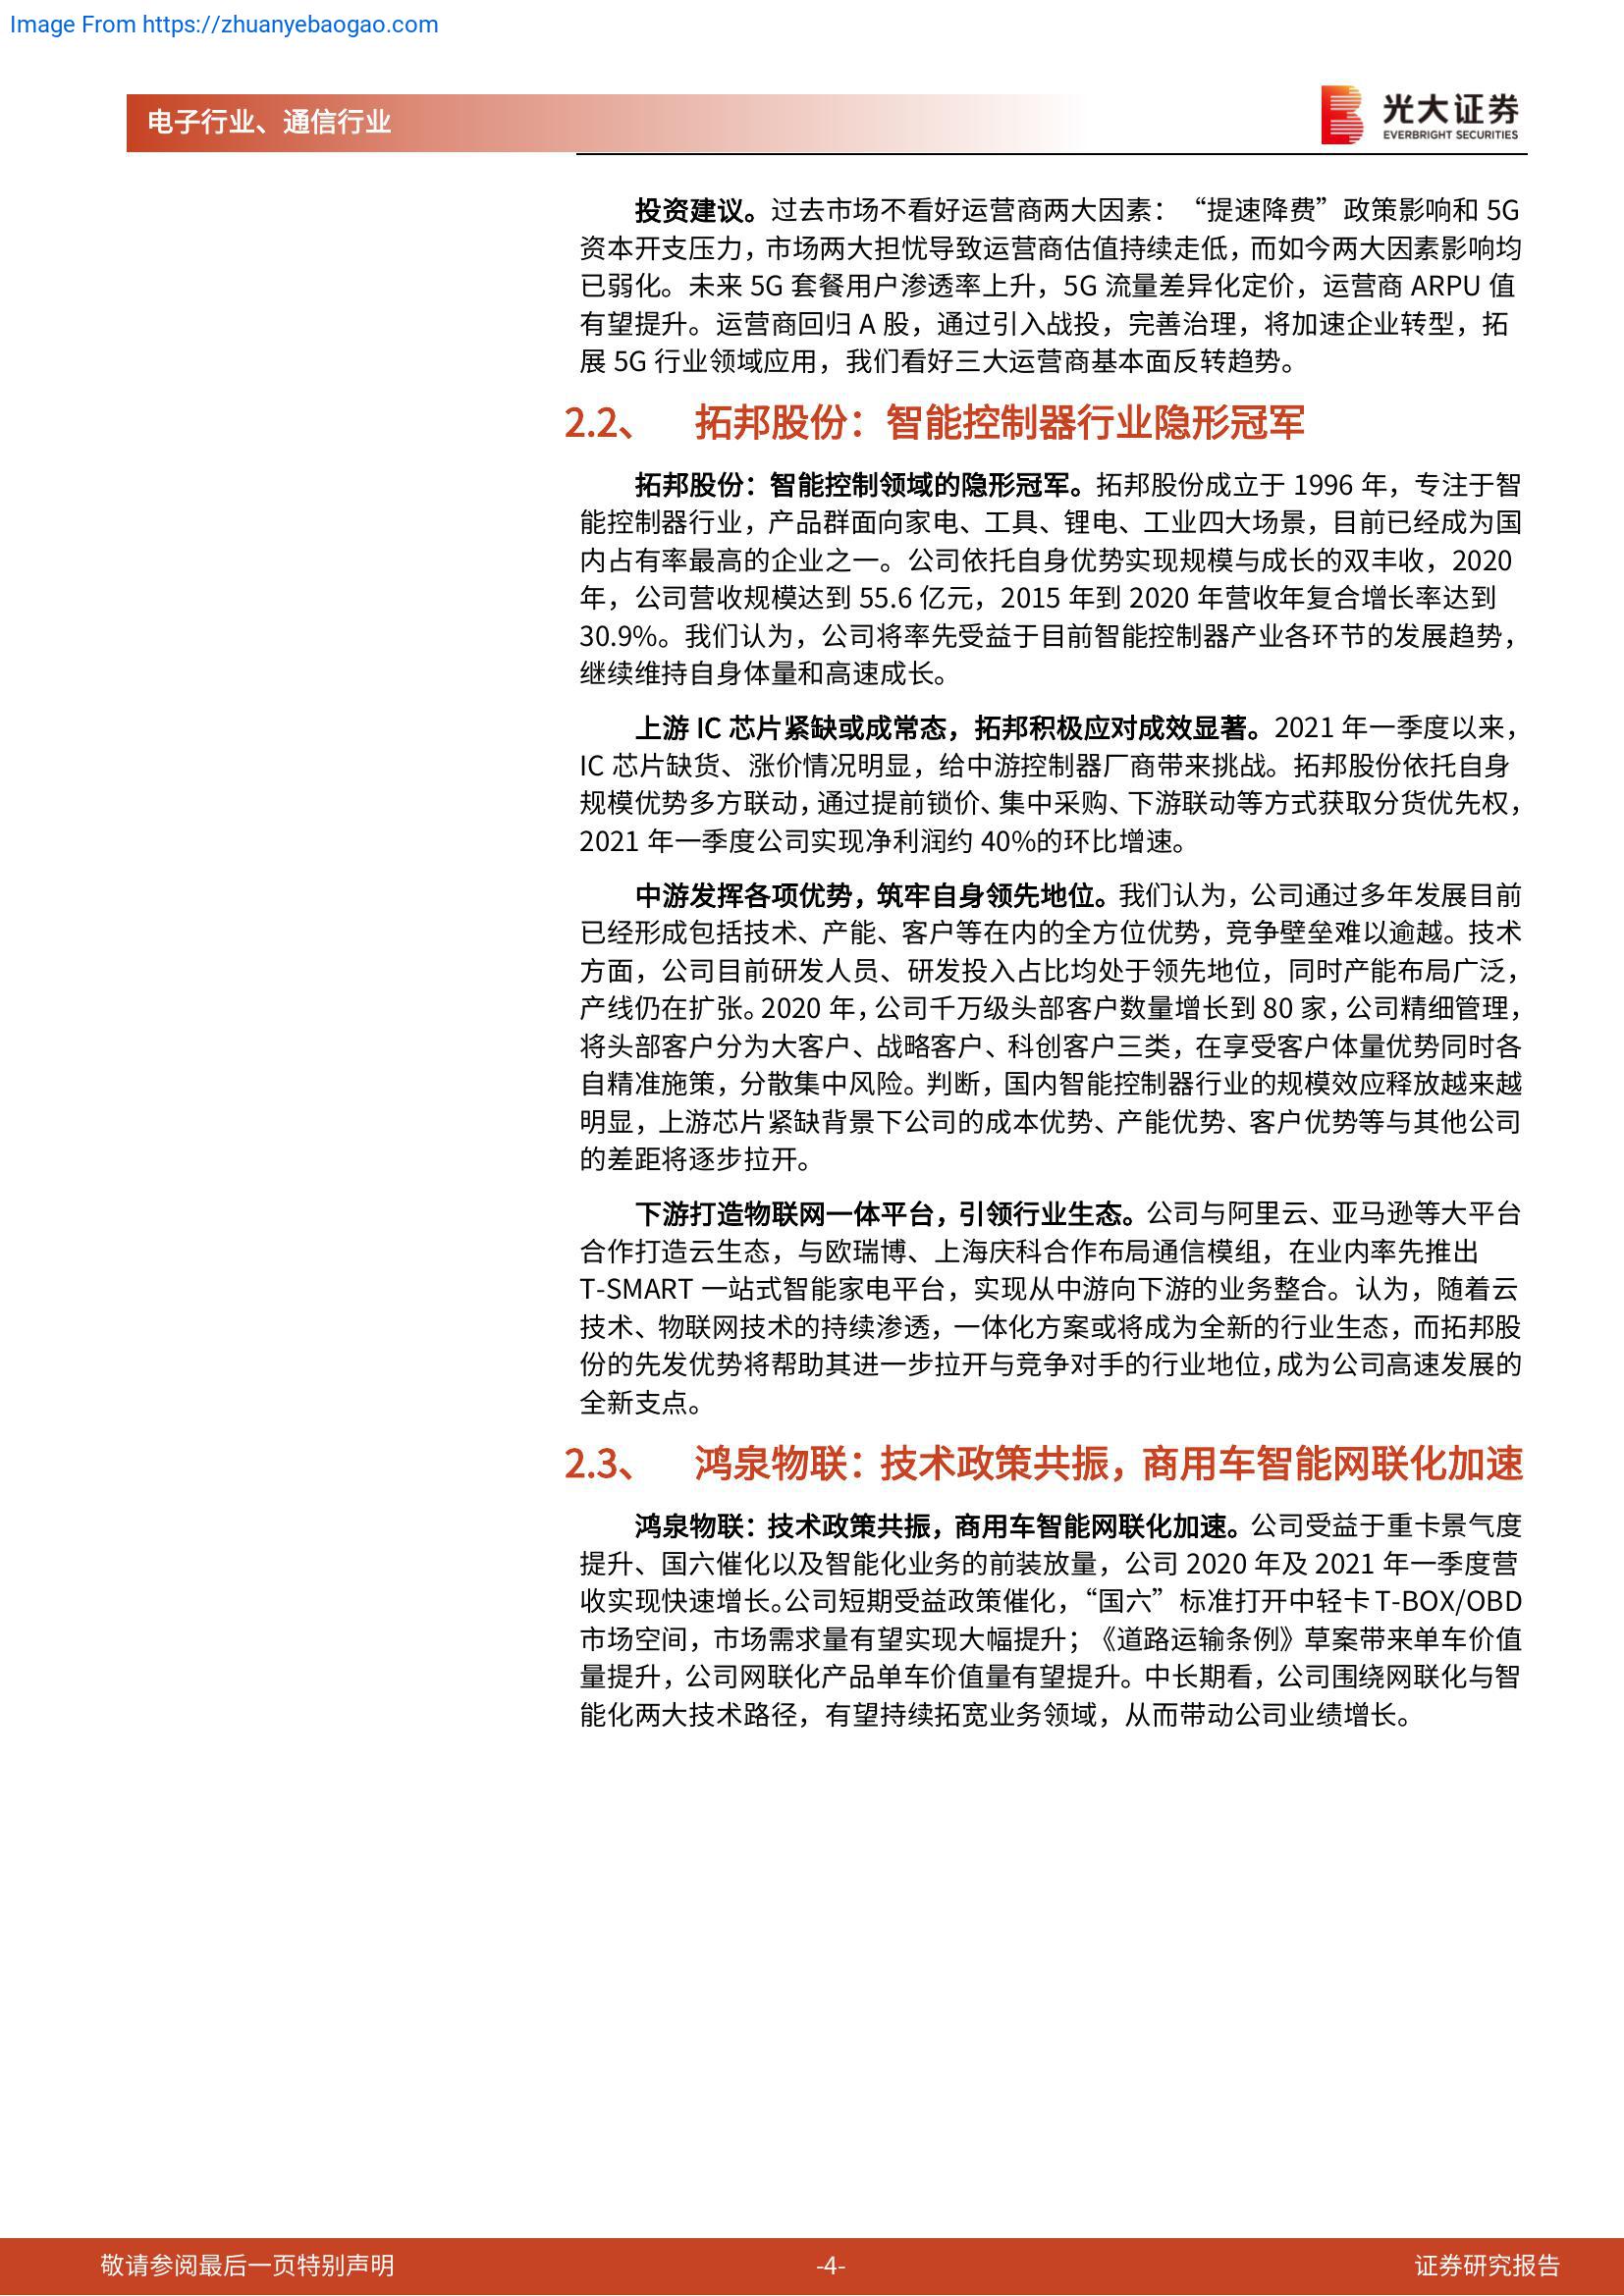 Image From https://zhuanyebaogao.com
电子行业、通信行业
光大证券
EVERBRIGHT SECURITIES
投资建议。过去市场不看好运营商两大因素：“提速降费”政策影响和 5G
资本开支压力，市场两大担忧导致运营商估值持续走低，而如今两大因素影响均
已弱化。未来 5G 套餐用户渗透率上升，5G 流量差异化定价，运营商 ARPU 值
有望提升。运营商回归 A 股，通过引入战投，完善治理，将加速企业转型，拓
展 5G 行业领域应用，我们看好三大运营商基本面反转趋势。
2.2、 拓邦股份：智能控制器行业隐形冠军
拓邦股份：智能控制领域的隐形冠军。拓邦股份成立于 1996 年，专注于智
能控制器行业，产品群面向家电、工具、锂电、工业四大场景，目前已经成为国
内占有率最高的企业之一。公司依托自身优势实现规模与成长的双丰收，2020
年，公司营收规模达到 55.6 亿元，2015 年到 2020 年营收年复合增长率达到
30.9%。我们认为，公司将率先受益于目前智能控制器产业各环节的发展趋势，
继续维持自身体量和高速成长。
上游 IC 芯片紧缺或成常态，拓邦积极应对成效显著。2021 年一季度以来，
IC 芯片缺货、涨价情况明显，给中游控制器厂商带来挑战。拓邦股份依托自身
规模优势多方联动，通过提前锁价、集中采购、下游联动等方式获取分货优先权，
2021 年一季度公司实现净利润约 40%的环比增速。
中游发挥各项优势，筑牢自身领先地位。我们认为，公司通过多年发展目前
已经形成包括技术、产能、客户等在内的全方位优势，竞争壁垒难以逾越。技术
方面，公司目前研发人员、研发投入占比均处于领先地位，同时产能布局广泛，
产线仍在扩张。2020 年，公司千万级头部客户数量增长到 80 家，公司精细管理，
将头部客户分为大客户、战略客户、科创客户三类，在享受客户体量优势同时各
自精准施策，分散集中风险。判断，国内智能控制器行业的规模效应释放越来越
明显，上游芯片紧缺背景下公司的成本优势、产能优势、客户优势等与其他公司
的差距将逐步拉开。
下游打造物联网一体平台，引领行业生态。公司与阿里云、亚马逊等大平台
合作打造云生态，与欧瑞博、上海庆科合作布局通信模组，在业内率先推出
T-SMART 一站式智能家电平台，实现从中游向下游的业务整合。认为，随着云
技术、物联网技术的持续渗透，一体化方案或将成为全新的行业生态，而拓邦股
份的先发优势将帮助其进一步拉开与竞争对手的行业地位，成为公司高速发展的
全新支点。
2.3、 鸿泉物联：技术政策共振，商用车智能网联化加速
鸿泉物联：技术政策共振，商用车智能网联化加速。公司受益于重卡景气度
提升、国六催化以及智能化业务的前装放量，公司 2020 年及 2021 年一季度营
收实现快速增长。公司短期受益政策催化，“国六”标准打开中轻卡 T-BOX/OBD
市场空间，市场需求量有望实现大幅提升；《道路运输条例》草案带来单车价值
量提升，公司网联化产品单车价值量有望提升。中长期看，公司围绕网联化与智
能化两大技术路径，有望持续拓宽业务领域，从而带动公司业绩增长。
敬请参阅最后一页特别声明
-4-
证券研究报告